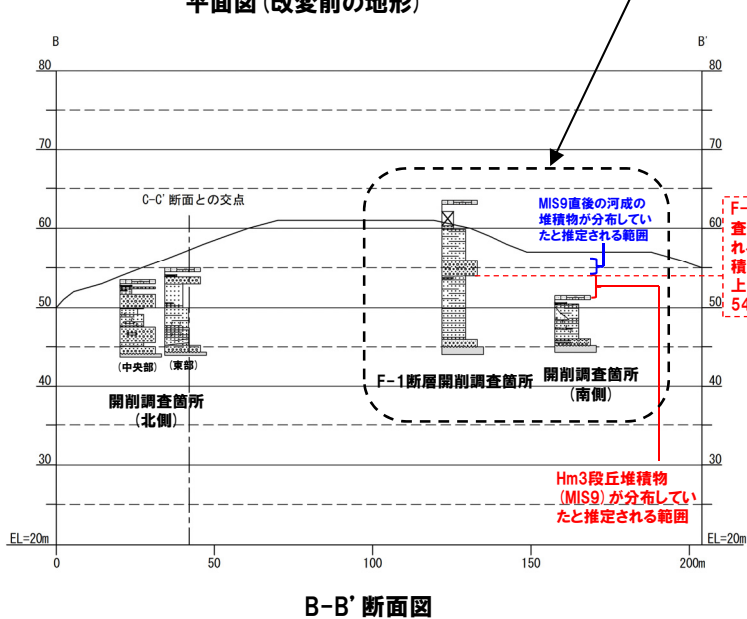 平面図(改変前の地形)
B
B'
80
80
70
70
C-C'断面との交点
MIS9直後の河成の
堆積物が分布してい
たと推定される範囲
F-
査
れ
積
上
54
60
60
50
50
(中央部)
(東部)
開削調査箇所
(北側)
F-1断層開削調査箇所
開削調査箇所
(南側)
40
40
30
30
Hm3段丘堆積物
(MIS9)が分布してい
たと推定される範囲
EL=20m
EL=20m
0
50
100
150
200m
B-B'断面図